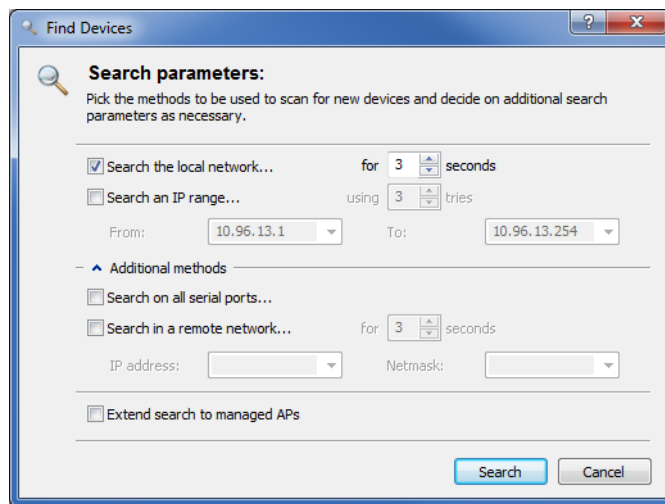 Find Devices
Search parameters:
Pick the methods to be used to scan for new devices and decide on additional search
parameters as necessary.
Search the local network... for 3 seconds
Search an IP range... using 3 tries
From: 10.96.13.1 To: 10.96.13.254
Additional methods
Search on all serial ports...
Search in a remote network... for 3 seconds
IP address: Netmask:
Extend search to managed APs
Search Cancel